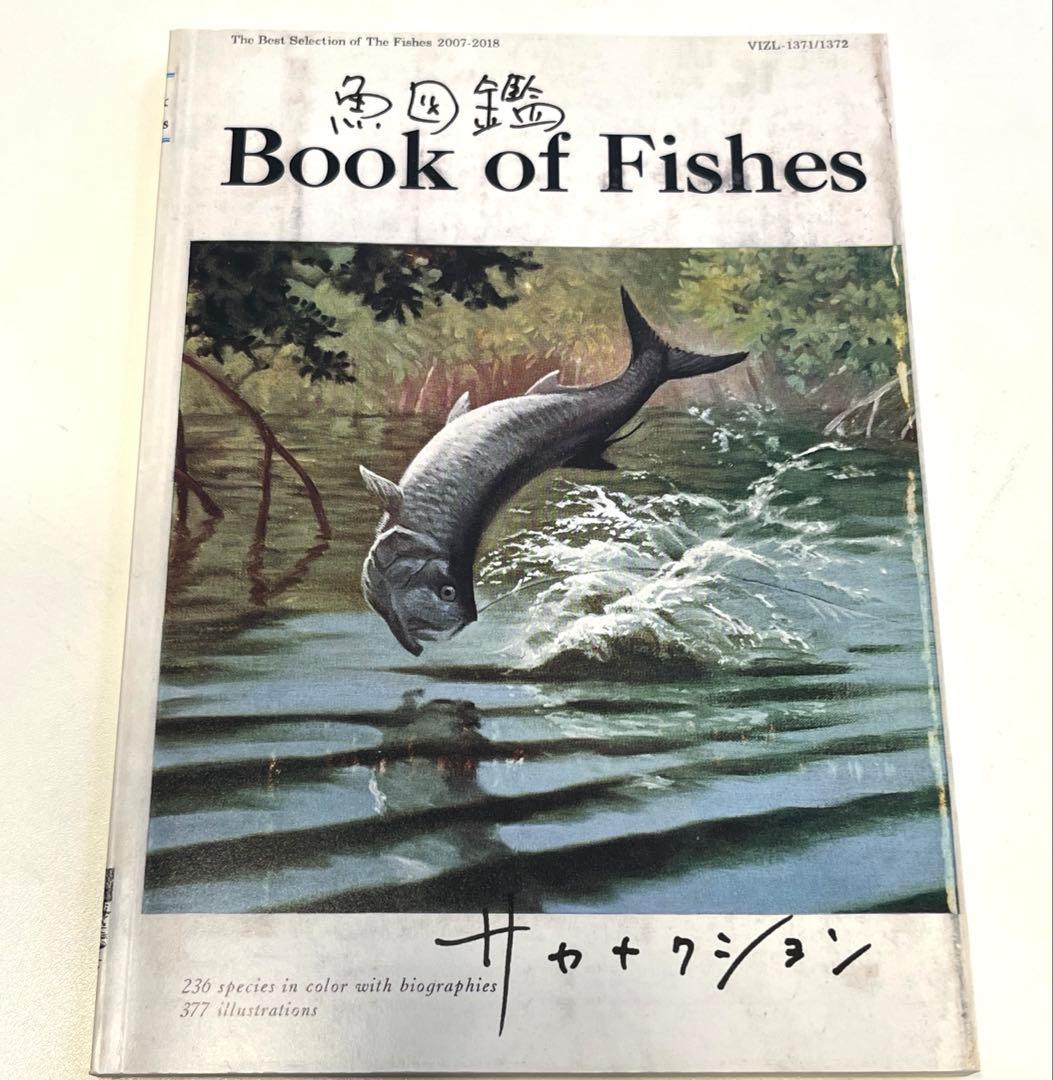 The Best Selection of The Fishes 2007-2018
VIZL-1371/1372
魚図鑑
Book of Fishes
サカナクション
236 species in color with biographies
377 illustrations